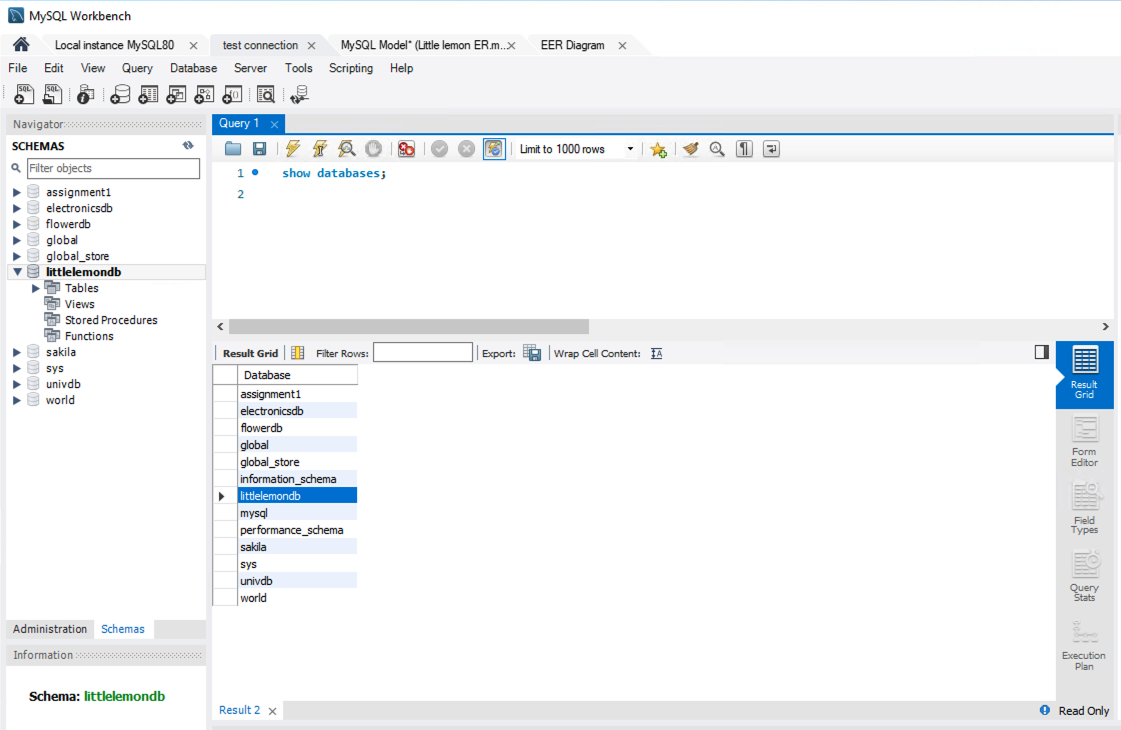 MySQL Workbench
Local instance MySQL80 test connection MySQL Model* (Little lemon ER.m... EER Diagram
File Edit View Query Database Server Tools Scripting Help
Navigator
SCHEMAS
Filter objects
assignment1
electronicsdb
flowerdb
global
global_store
littlelemondb
Tables
Views
Stored Procedures
Functions
sakila
sys
univdb
world
Administration Schemas
Information
Schema: littlelemondb
Query 1
Limit to 1000 rows
1 show databases;
2
Result Grid Filter Rows: Export: Wrap Cell Content: IA
Database
assignment1
electronicsdb
flowerdb
global
global_store
information_schema
littlelemondb
mysql
performance_schema
sakila
sys
univdb
world
Result
Grid
Form
Editor
Field
Types
Query
Stats
Execution
Plan
Result 2
Read Only